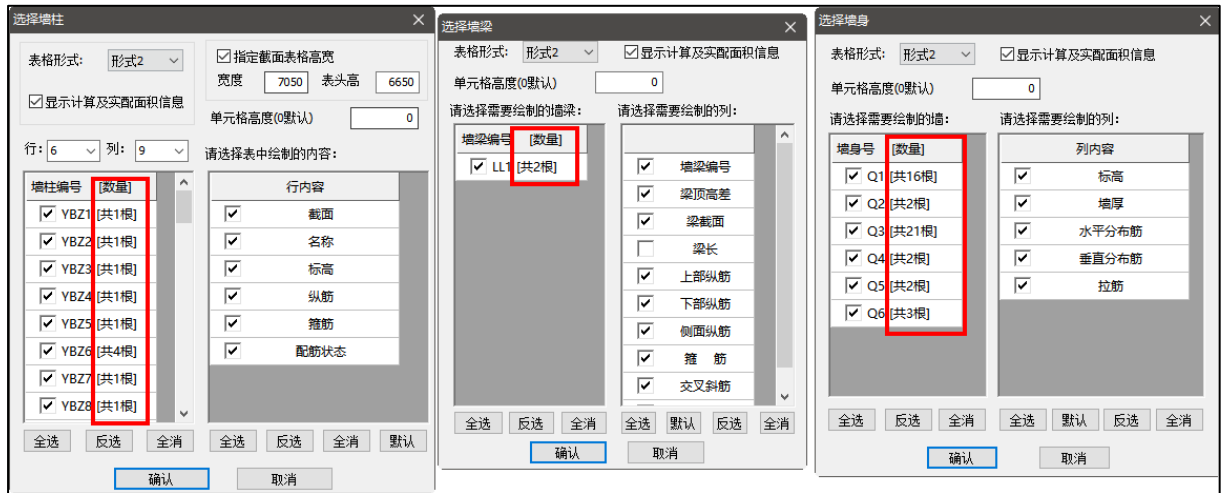 选择墙柱
表格形式: 形式2
指定截面表格高宽
宽度 7050 表头高 6650
显示计算及实配面积信息
单元格高度(0默认) 0
行: 6 列: 9
请选择表中绘制的内容:
墙柱编号 [数量]
YBZ1 [共1根]
YBZ2 [共1根]
YBZ3 [共1根]
YBZ4 [共1根]
YBZ5 [共1根]
YBZ6 [共4根]
YBZ7 [共1根]
YBZ8 [共1根]
行内容
截面
名称
标高
纵筋
箍筋
配筋状态
全选 反选 全消
全选 反选 全消 默认
确认 取消
选择墙梁
表格形式: 形式2
显示计算及实配面积信息
单元格高度(0默认) 0
请选择需要绘制的墙梁:
请选择需要绘制的列:
墙梁编号 [数量]
LL1 [共2根]
墙梁编号
梁顶高差
梁截面
梁长
上部纵筋
下部纵筋
侧面纵筋
箍 筋
交叉斜筋
全选 反选 全消
全选 默认 反选 全消
确认 取消
选择墙身
表格形式: 形式2
显示计算及实配面积信息
单元格高度(0默认) 0
请选择需要绘制的墙:
请选择需要绘制的列:
墙身号 [数量]
Q1 [共16根]
Q2 [共2根]
Q3 [共21根]
Q4 [共2根]
Q5 [共2根]
Q6 [共3根]
列内容
标高
墙厚
水平分布筋
垂直分布筋
拉筋
全选 反选 全消
全选 默认 反选 全消
确认 取消